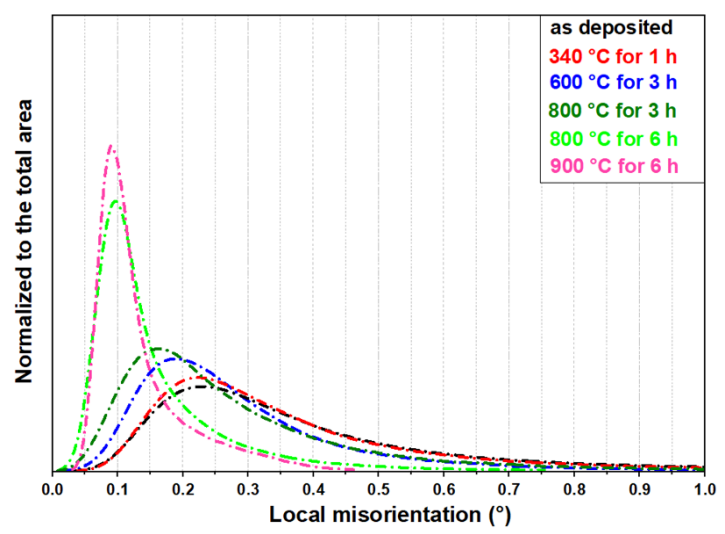 as deposited
340 °C for 1 h
600 °C for 3 h
800 °C for 3 h
800 °C for 6 h
900 °C for 6 h
Normalized to the total area
0.0 0.1 0.2 0.3 0.4 0.5 0.6 0.7 0.8 0.9 1.0
Local misorientation (°)